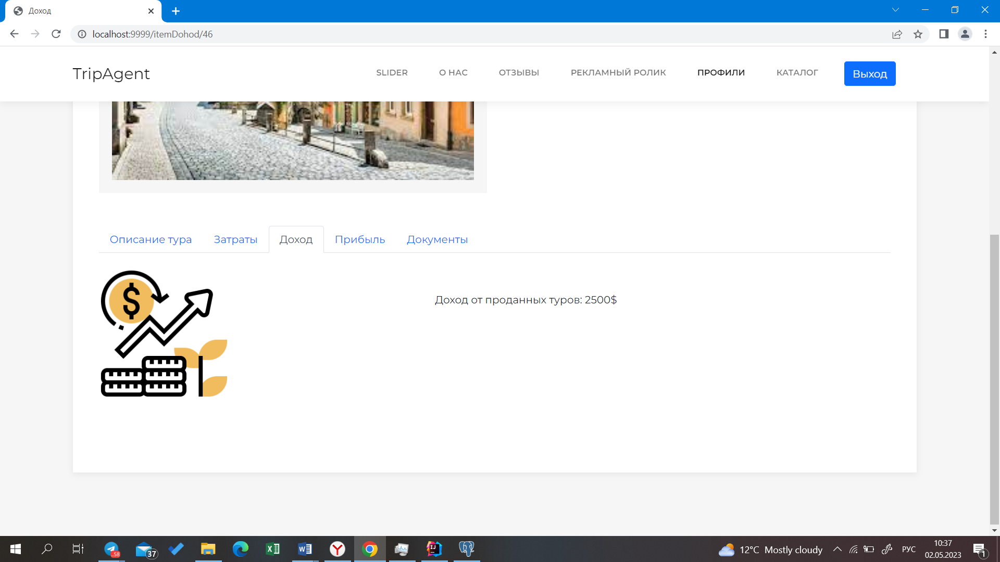 Доход
localhost:9999/itemDohod/46
TripAgent
SLIDER
О НАС
ОТЗЫВЫ
РЕКЛАМНЫЙ РОЛИК
ПРОФИЛИ
КАТАЛОГ
Выход
Описание тура
Затраты
Доход
Прибыль
Документы
$
Доход от проданных туров: 2500$
..58
37
12°C Mostly cloudy
РУС
10:37
02.05.2023
1